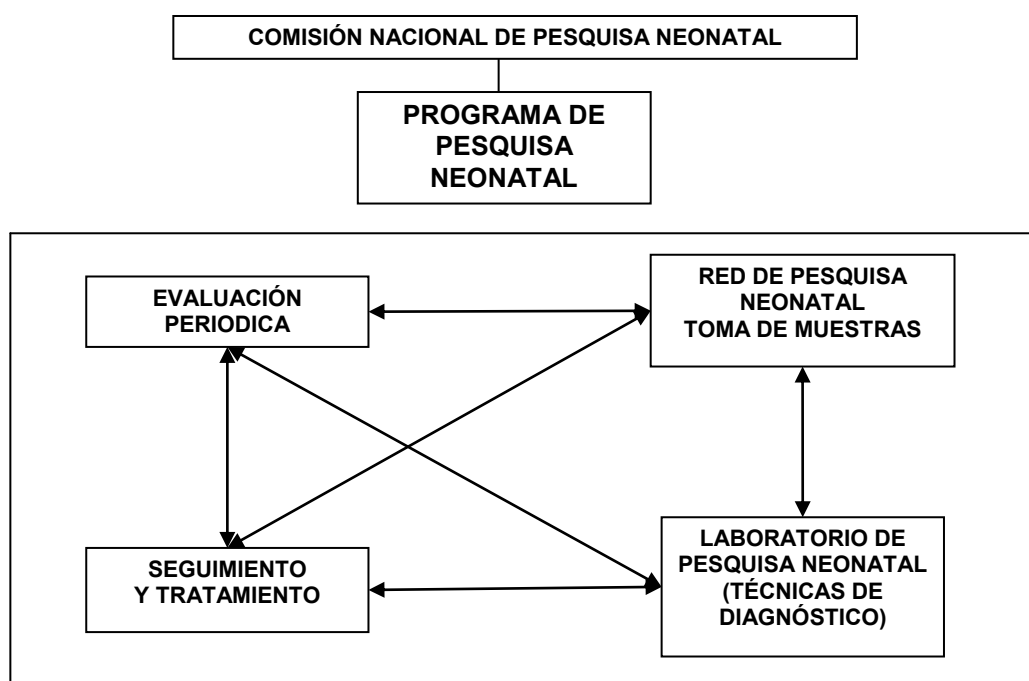 COMISIÓN NACIONAL DE PESQUISA NEONATAL
PROGRAMA DE
PESQUISA
NEONATAL
EVALUACIÓN
PERIODICA
RED DE PESQUISA
NEONATAL
TOMA DE MUESTRAS
SEGUIMIENTO
Y TRATAMIENTO
LABORATORIO DE
PESQUISA NEONATAL
(TÉCNICAS DE
DIAGNÓSTICO)